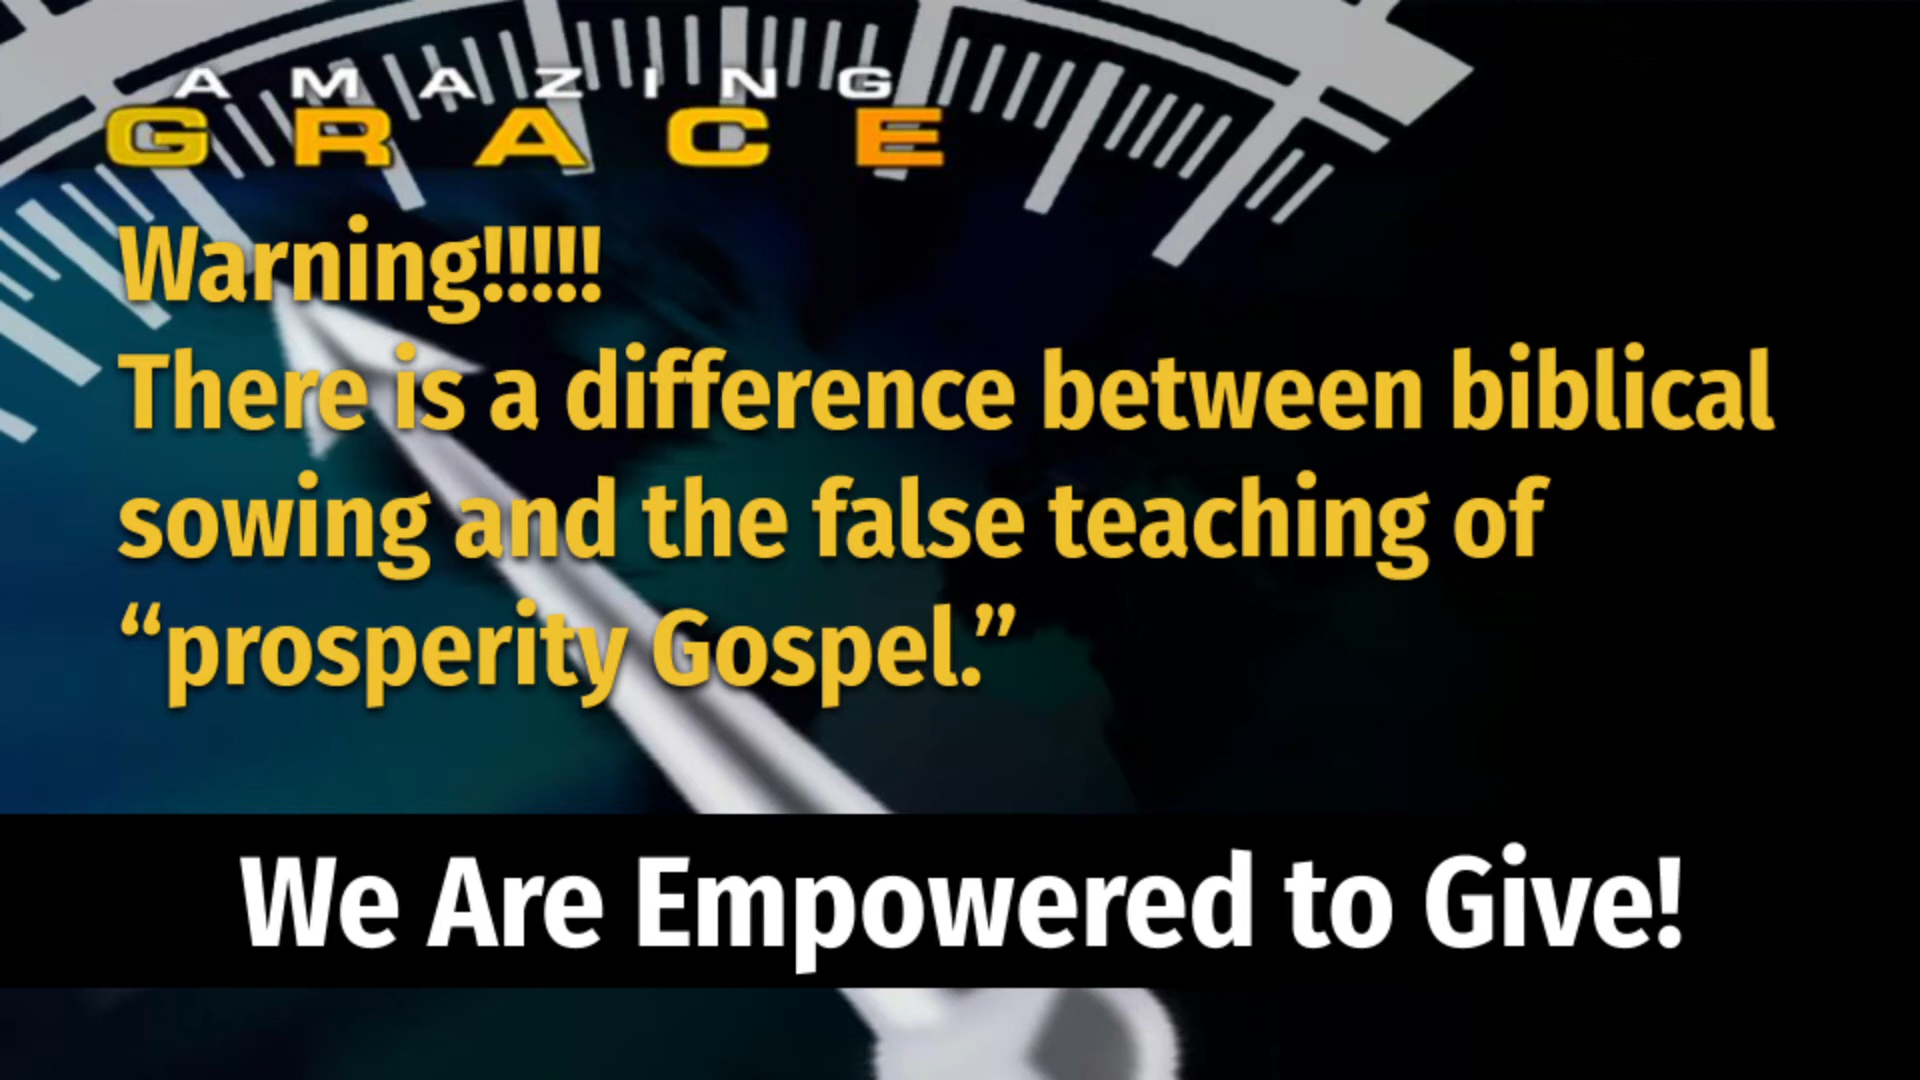 AMAZING
GRACE
Warning!!!!!
There is a difference between biblical
sowing and the false teaching of
“prosperity Gospel.”
We Are Empowered to Give!